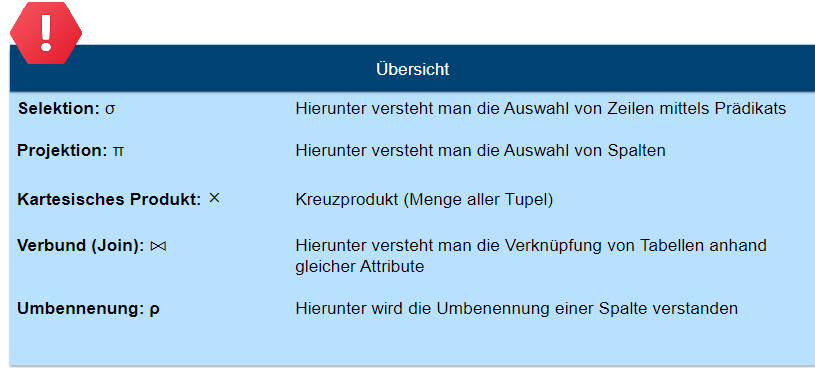 !
Übersicht
Selektion: σ Hierunter versteht man die Auswahl von Zeilen mittels Prädikats
Projektion: π Hierunter versteht man die Auswahl von Spalten
Kartesisches Produkt: × Kreuzprodukt (Menge aller Tupel)
Verbund (Join): ⋈ Hierunter versteht man die Verknüpfung von Tabellen anhand
gleicher Attribute
Umbennenung: ρ Hierunter wird die Umbenennung einer Spalte verstanden